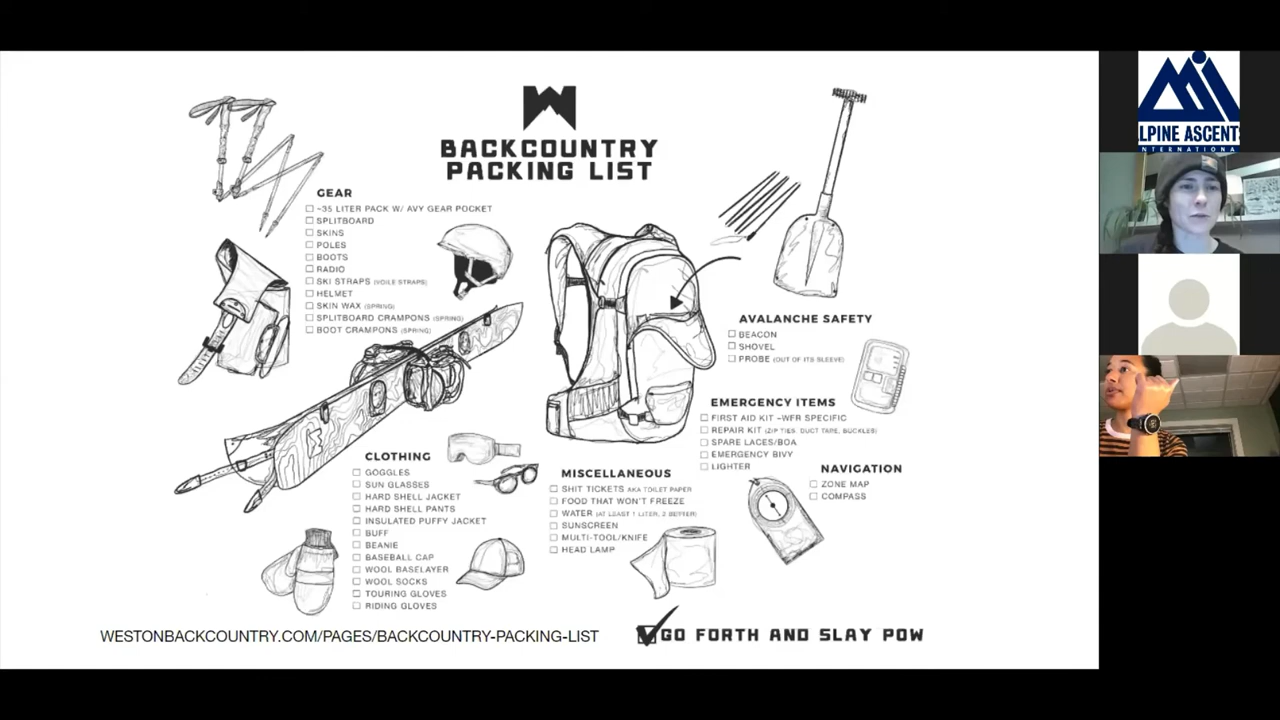 BACKCOUNTRY
PACKING LIST
GEAR
~35 LITER PACK W/ AVY GEAR POCKET
SPLITBOARD
SKINS
POLES
BOOTS
RADIO
SKI STRAPS (VOILE STRAPS)
HELMET
SKIN WAX (SPRING)
SPLITBOARD CRAMPONS (SPRING)
BOOT CRAMPONS (SPRING)
CLOTHING
GOGGLES
SUN GLASSES
HARD SHELL JACKET
HARD SHELL PANTS
INSULATED PUFFY JACKET
BUFF
BEANIE
BASEBALL CAP
WOOL BASELAYER
WOOL SOCKS
TOURING GLOVES
RIDING GLOVES
MISCELLANEOUS
SHIT TICKETS AKA TOILET PAPER
FOOD THAT WON'T FREEZE
WATER (AT LEAST 1 LITER, 2 BETTER)
SUNSCREEN
MULTI-TOOL/KNIFE
HEAD LAMP
AVALANCHE SAFETY
BEACON
SHOVEL
PROBE (OUT OF ITS SLEEVE)
EMERGENCY ITEMS
FIRST AID KIT ~WFR SPECIFIC
REPAIR KIT (ZIP TIES, DUCT TAPE, BUCKLES)
SPARE LACES/BOA
EMERGENCY BIVY
LIGHTER
NAVIGATION
ZONE MAP
COMPASS
WESTONBACKCOUNTRY.COM/PAGES/BACKCOUNTRY-PACKING-LIST
GO FORTH AND SLAY POW
LPINE ASCENTS
NTERNATIONA